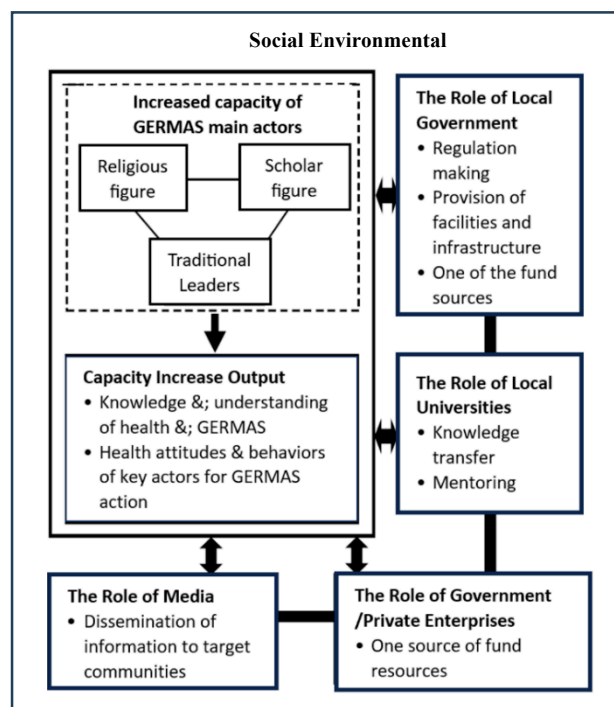 Social Environmental
Increased capacity of
GERMAS main actors
Religious
figure
Scholar
figure
Traditional
Leaders
Capacity Increase Output
• Knowledge &; understanding
of health &; GERMAS
• Health attitudes & behaviors
of key actors for GERMAS
action
The Role of Local
Government
• Regulation
making
• Provision of
facilities and
infrastructure
• One of the fund
sources
The Role of Local
Universities
• Knowledge
transfer
• Mentoring
The Role of Media
• Dissemination of
information to target
communities
The Role of Government
/Private Enterprises
• One source of fund
resources